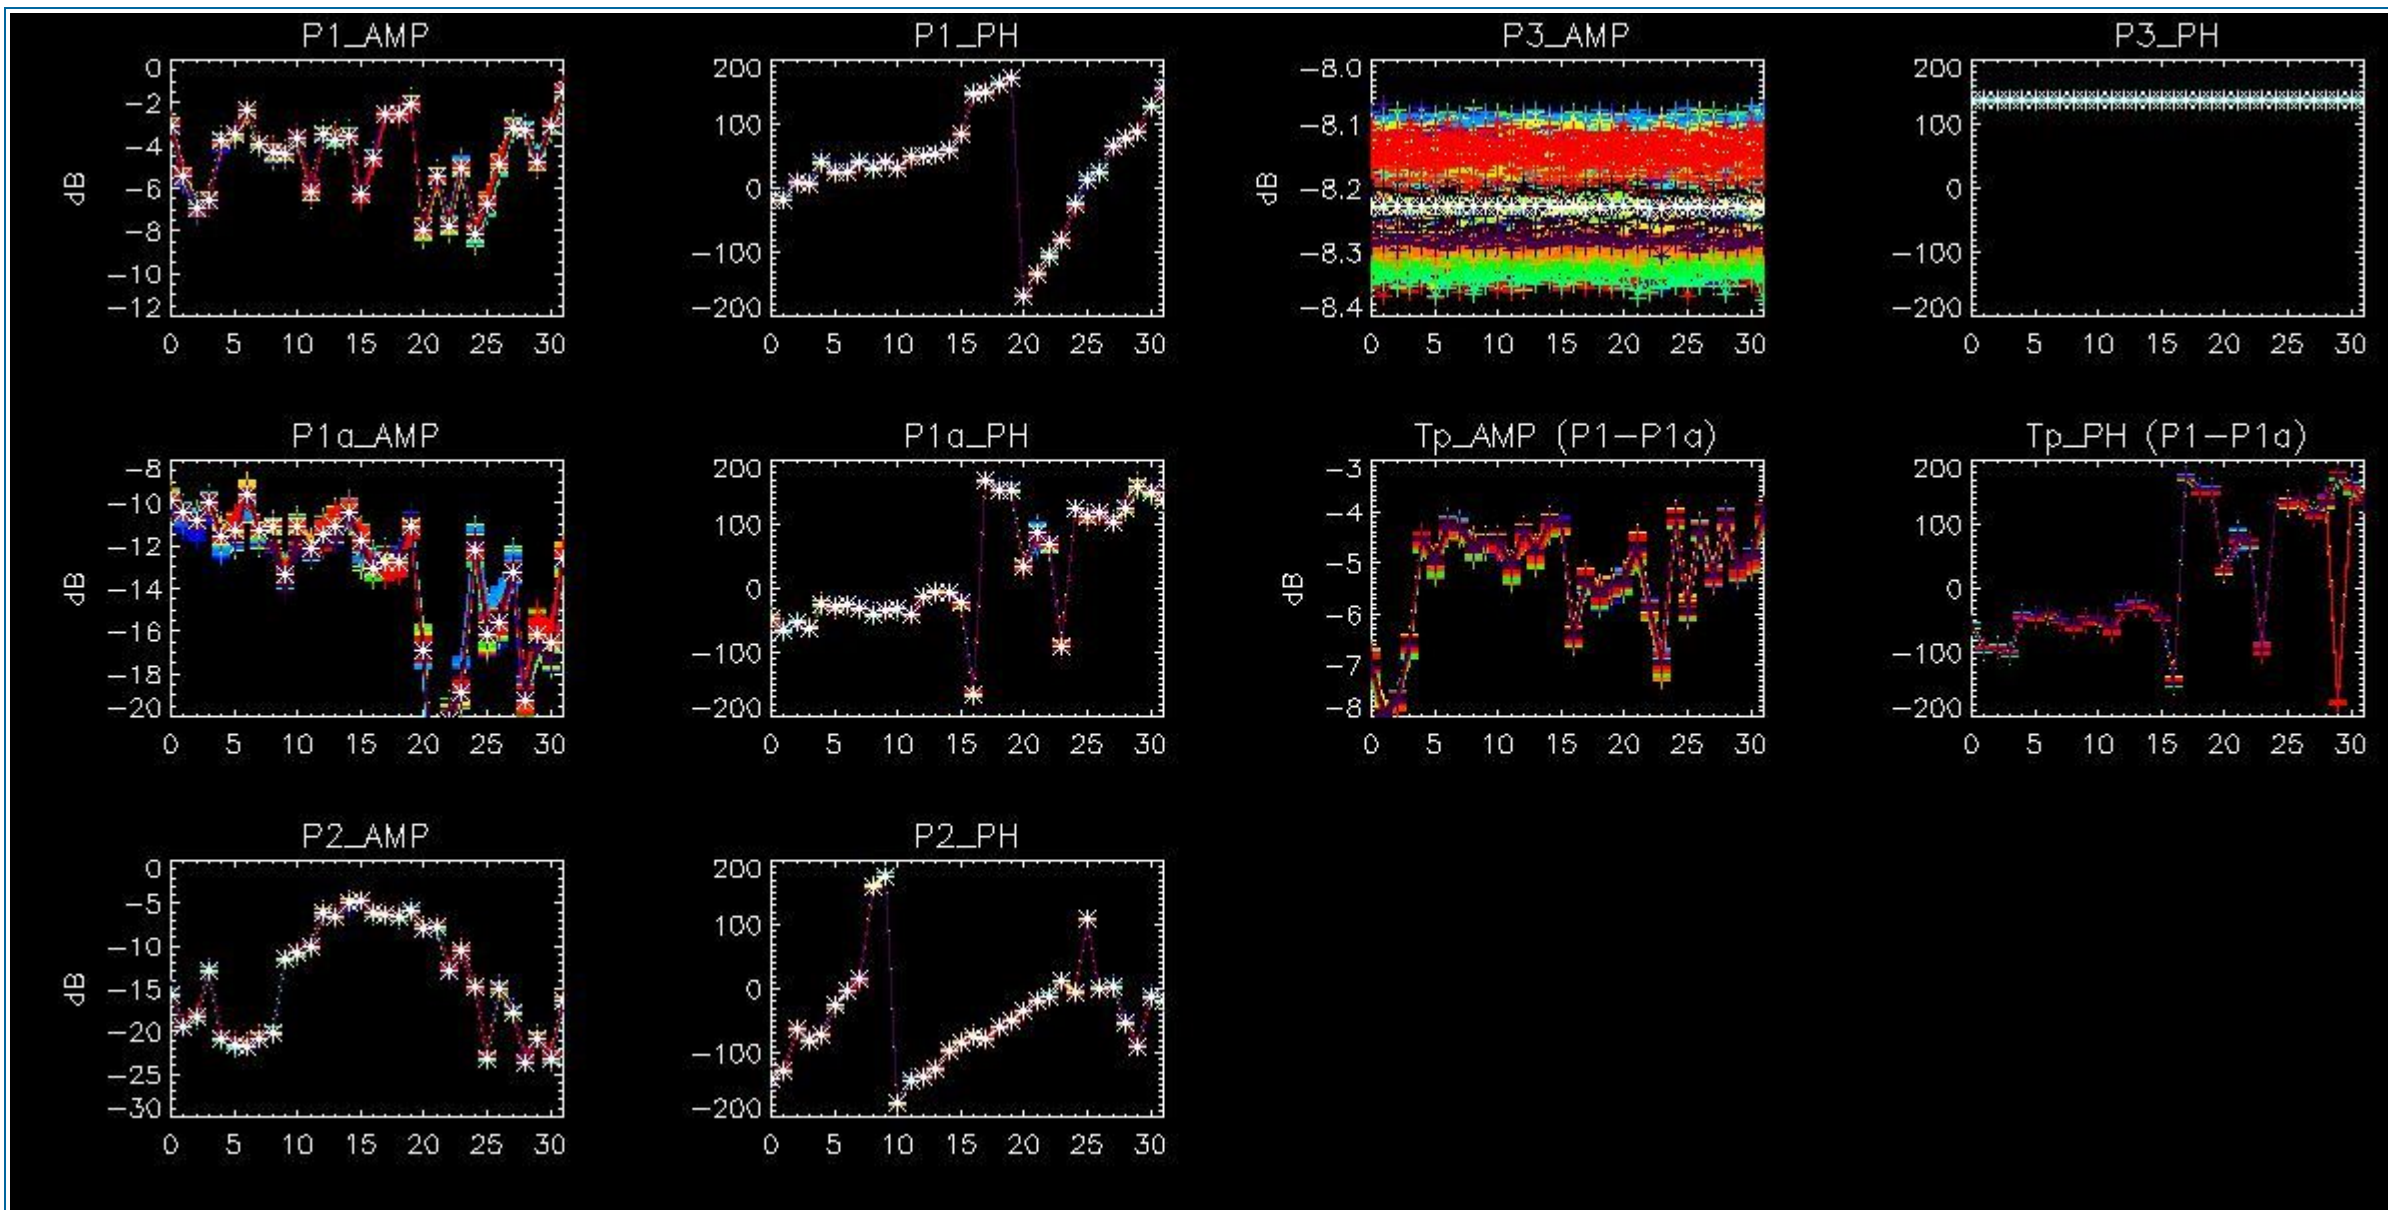 P1_AMP P1_PH P3_AMP P3_PH
0 200 -8.0 200
-2 100 -8.1 100
-4 0 -8.2 0
-6 -100 -8.3 -100
-8 -200 -8.4 -200
-10
-12
dB dB
0 5 10 15 20 25 30 0 5 10 15 20 25 30 0 5 10 15 20 25 30 0 5 10 15 20 25 30
P1a_AMP P1a_PH Tp_AMP (P1-P1a) Tp_PH (P1-P1a)
-8 200 -3 200
-10 100 -4 100
-12 0 -5 0
-14 -100 -6 -100
-16 -200 -7 -200
-18 -8
-20
dB dB
0 5 10 15 20 25 30 0 5 10 15 20 25 30 0 5 10 15 20 25 30 0 5 10 15 20 25 30
P2_AMP P2_PH
0 200
-5 100
-10 0
-15 -100
-20 -200
-25
-30
dB
0 5 10 15 20 25 30 0 5 10 15 20 25 30